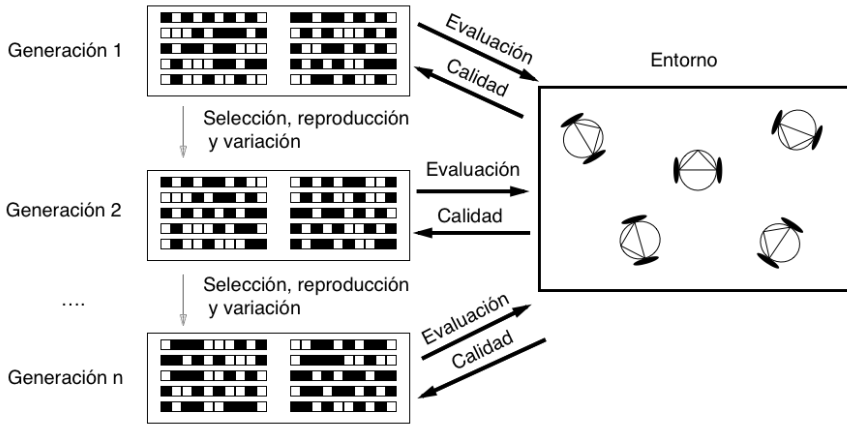 Evaluación
Generación 1
Calidad
Entorno
Selección, reproducción
y variación
Evaluación
Generación 2
Calidad
Selección, reproducción
y variación
....
Evaluación
Calidad
Generación n